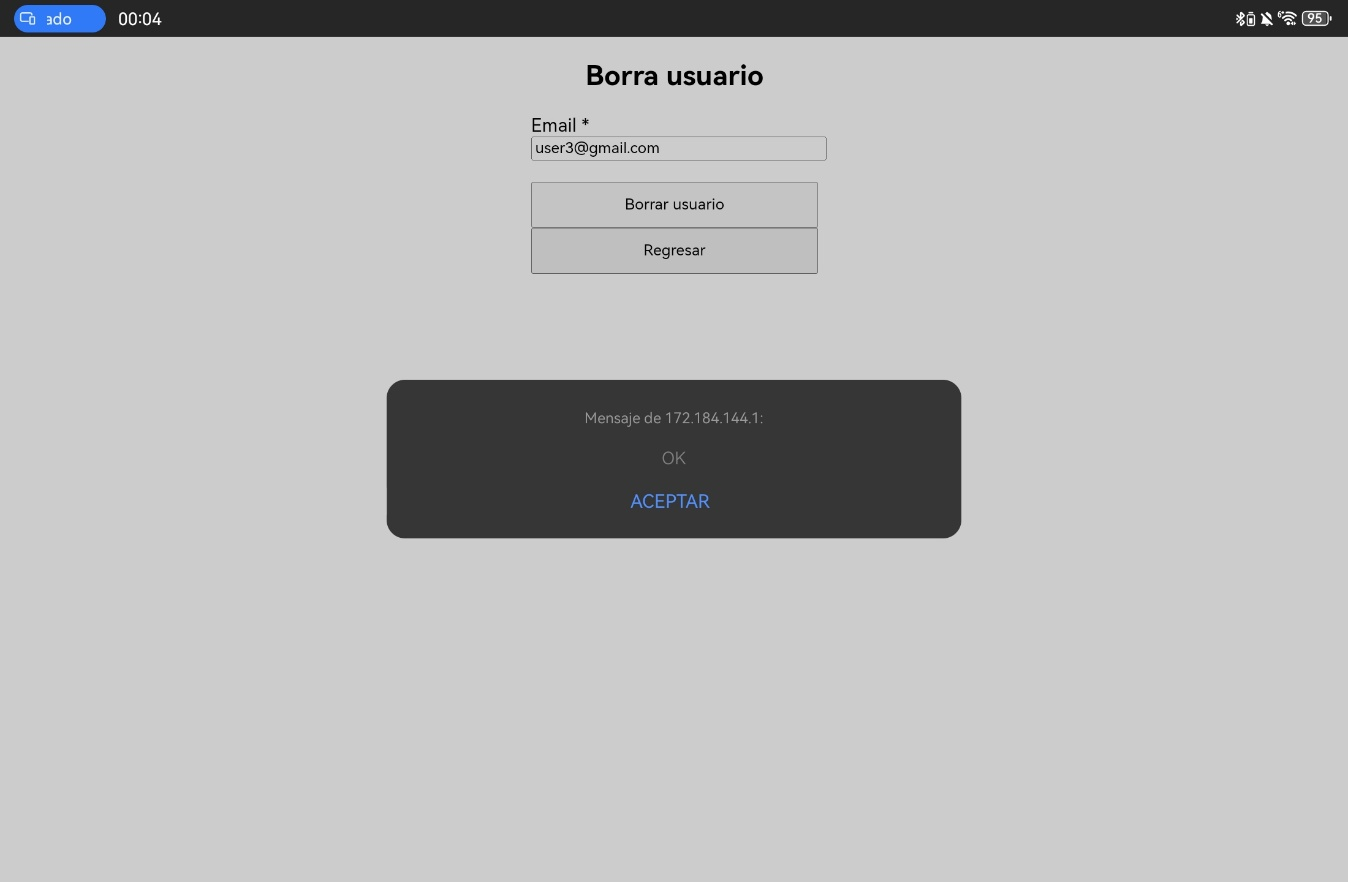 ado 00:04 95
Borra usuario
Email *
user3@gmail.com
Borrar usuario
Regresar
Mensaje de 172.184.144.1:
OK
ACEPTAR